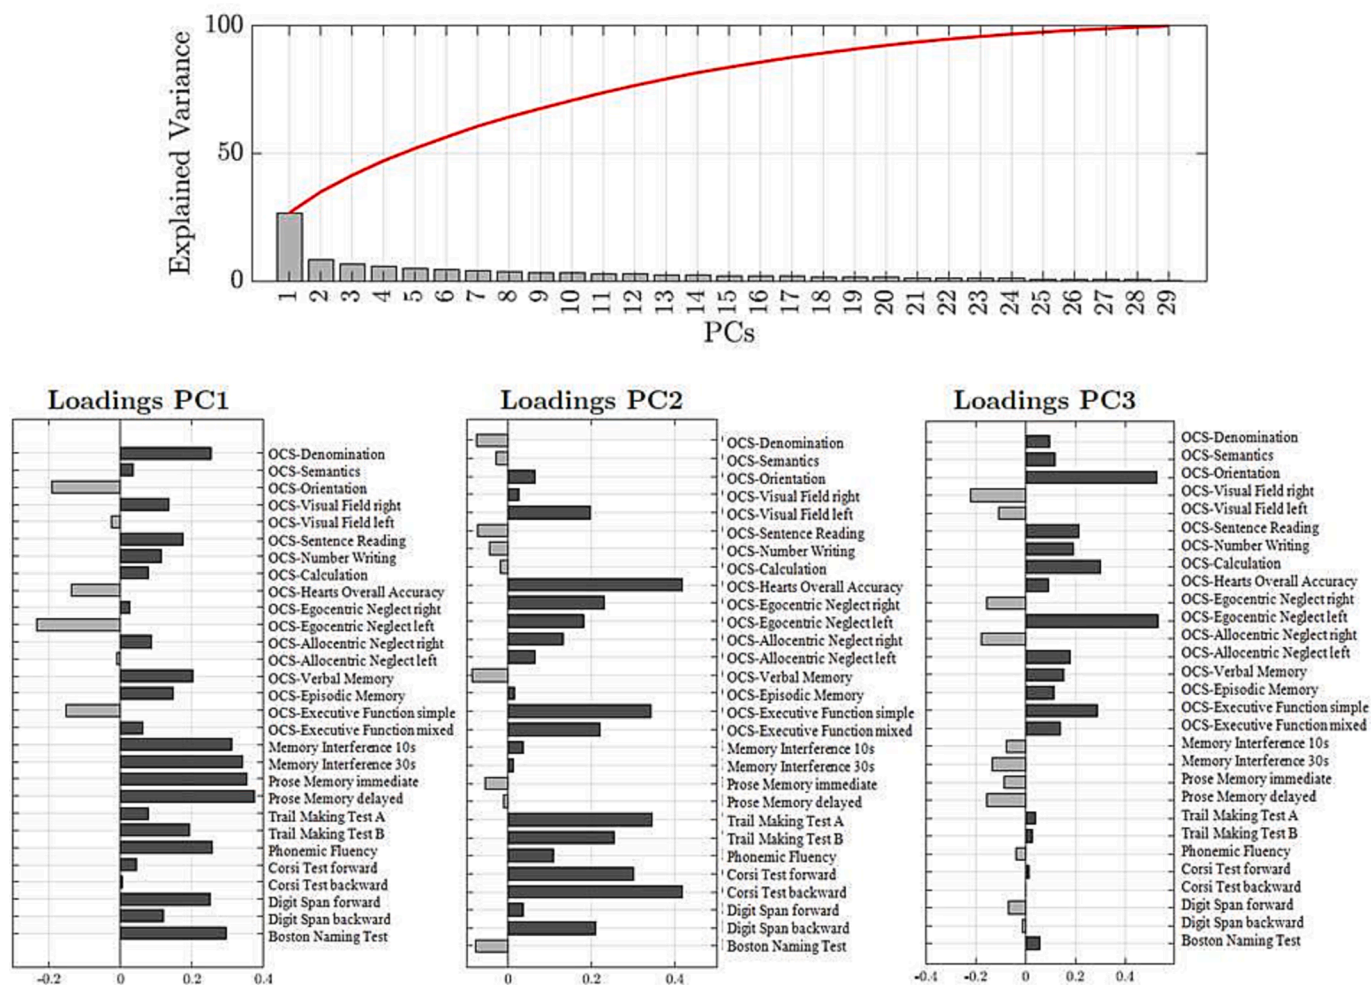 100
50
0
Explained Variance
1 2 3 4 5 6 7 8 9 10 11 12 13 14 15 16 17 18 19 20 21 22 23 24 25 26 27 28 29
PCs
Loadings PC1
OCS-Denomination
OCS-Semantics
OCS-Orientation
OCS-Visual Field right
OCS-Visual Field left
OCS-Sentence Reading
OCS-Number Writing
OCS-Calculation
OCS-Hearts Overall Accuracy
OCS-Egocentric Neglect right
OCS-Egocentric Neglect left
OCS-Allocentric Neglect right
OCS-Allocentric Neglect left
OCS-Verbal Memory
OCS-Episodic Memory
OCS-Executive Function simple
OCS-Executive Function mixed
Memory Interference 10s
Memory Interference 30s
Prose Memory immediate
Prose Memory delayed
Trail Making Test A
Trail Making Test B
Phonemic Fluency
Corsi Test forward
Corsi Test backward
Digit Span forward
Digit Span backward
Boston Naming Test
-0.2 0 0.2 0.4
Loadings PC2
OCS-Denomination
OCS-Semantics
OCS-Orientation
OCS-Visual Field right
OCS-Visual Field left
OCS-Sentence Reading
OCS-Number Writing
OCS-Calculation
OCS-Hearts Overall Accuracy
OCS-Egocentric Neglect right
OCS-Egocentric Neglect left
OCS-Allocentric Neglect right
OCS-Allocentric Neglect left
OCS-Verbal Memory
OCS-Episodic Memory
OCS-Executive Function simple
OCS-Executive Function mixed
Memory Interference 10s
Memory Interference 30s
Prose Memory immediate
Prose Memory delayed
Trail Making Test A
Trail Making Test B
Phonemic Fluency
Corsi Test forward
Corsi Test backward
Digit Span forward
Digit Span backward
Boston Naming Test
0 0.2 0.4
Loadings PC3
OCS-Denomination
OCS-Semantics
OCS-Orientation
OCS-Visual Field right
OCS-Visual Field left
OCS-Sentence Reading
OCS-Number Writing
OCS-Calculation
OCS-Hearts Overall Accuracy
OCS-Egocentric Neglect right
OCS-Egocentric Neglect left
OCS-Allocentric Neglect right
OCS-Allocentric Neglect left
OCS-Verbal Memory
OCS-Episodic Memory
OCS-Executive Function simple
OCS-Executive Function mixed
Memory Interference 10s
Memory Interference 30s
Prose Memory immediate
Prose Memory delayed
Trail Making Test A
Trail Making Test B
Phonemic Fluency
Corsi Test forward
Corsi Test backward
Digit Span forward
Digit Span backward
Boston Naming Test
-0.4 -0.2 0 0.2 0.4